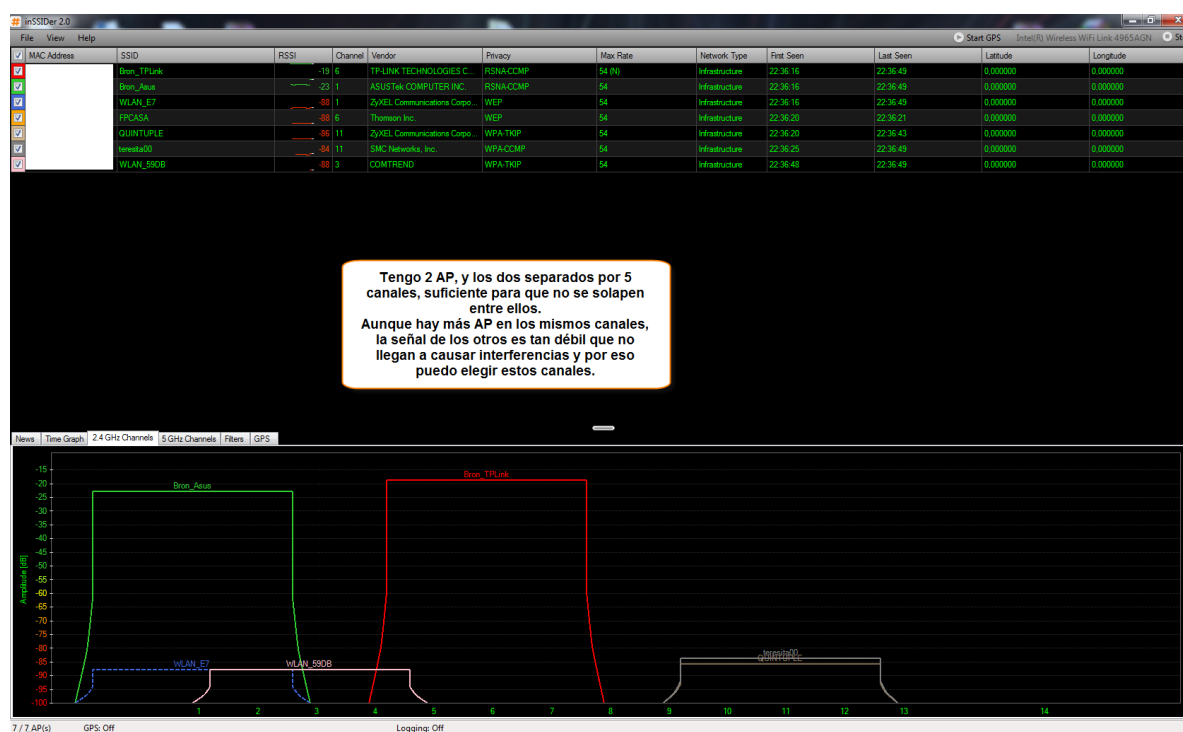 inSSIDer 2.0
File View Help Start GPS Intel(R) Wireless WiFi Link 4965AGN St
MAC Address SSID RSSI Channel Vendor Privacy Max Rate Network Type First Seen Last Seen Latitude Longitude
Bron_TPLink -19 6 TP-LINK TECHNOLOGIES C... RSNA-CCMP 54 (N) Infrastructure 22:36:16 22:36:49 0,000000 0,000000
Bron_Asus -23 1 ASUSTek COMPUTER INC. RSNA-CCMP 54 Infrastructure 22:36:16 22:36:49 0,000000 0,000000
WLAN_E7 -88 1 ZyXEL Communications Corpo... WEP 54 Infrastructure 22:36:16 22:36:49 0,000000 0,000000
FPCASA -88 6 Thomson Inc. WEP 54 Infrastructure 22:36:20 22:36:21 0,000000 0,000000
QUINTUPLE -86 11 ZyXEL Communications Corpo... WPA-TKIP 54 Infrastructure 22:36:20 22:36:43 0,000000 0,000000
teresita00 -84 11 SMC Networks, Inc. WPA-CCMP 54 Infrastructure 22:36:25 22:36:49 0,000000 0,000000
WLAN_59DB -88 3 COMTREND WPA-TKIP 54 Infrastructure 22:36:48 22:36:49 0,000000 0,000000
Tengo 2 AP, y los dos separados por 5
canales, suficiente para que no se solapen
entre ellos.
Aunque hay más AP en los mismos canales,
la señal de los otros es tan débil que no
llegan a causar interferencias y por eso
puedo elegir estos canales.
News Time Graph 2.4 GHz Channels 5 GHz Channels Filters GPS
Amplitude [dB]
-15
-20
-25
-30
-35
-40
-45
-50
-55
-60
-65
-70
-75
-80
-85
-90
-95
-100
Bron_Asus
Bron_TPLink
WLAN_E7
WLAN_59DB
teresita00
QUINTUPLE
1 2 3 4 5 6 7 8 9 10 11 12 13 14
7 / 7 AP(s) GPS: Off Logging: Off